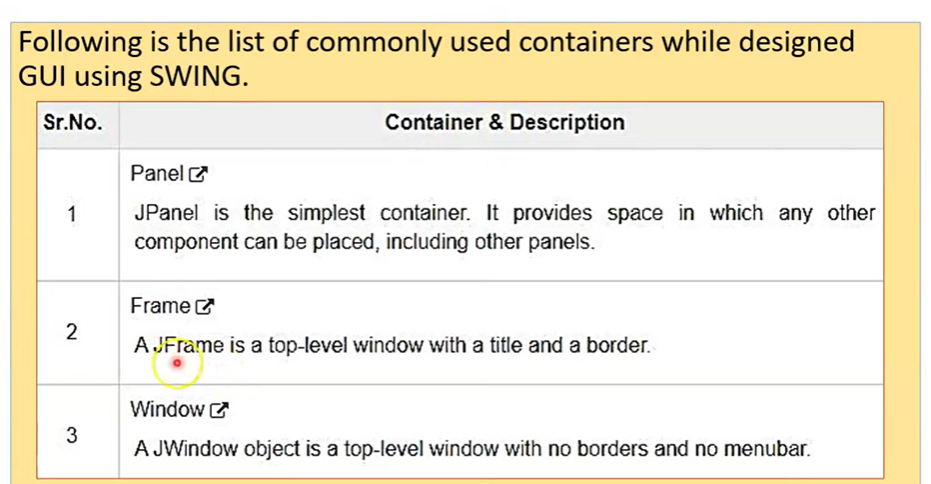 Following is the list of commonly used containers while designed
GUI using SWING.
Sr.No. Container & Description
Panel
1 JPanel is the simplest container. It provides space in which any other
component can be placed, including other panels.
Frame
2 A JFrame is a top-level window with a title and a border.
Window
3 A JWindow object is a top-level window with no borders and no menubar.